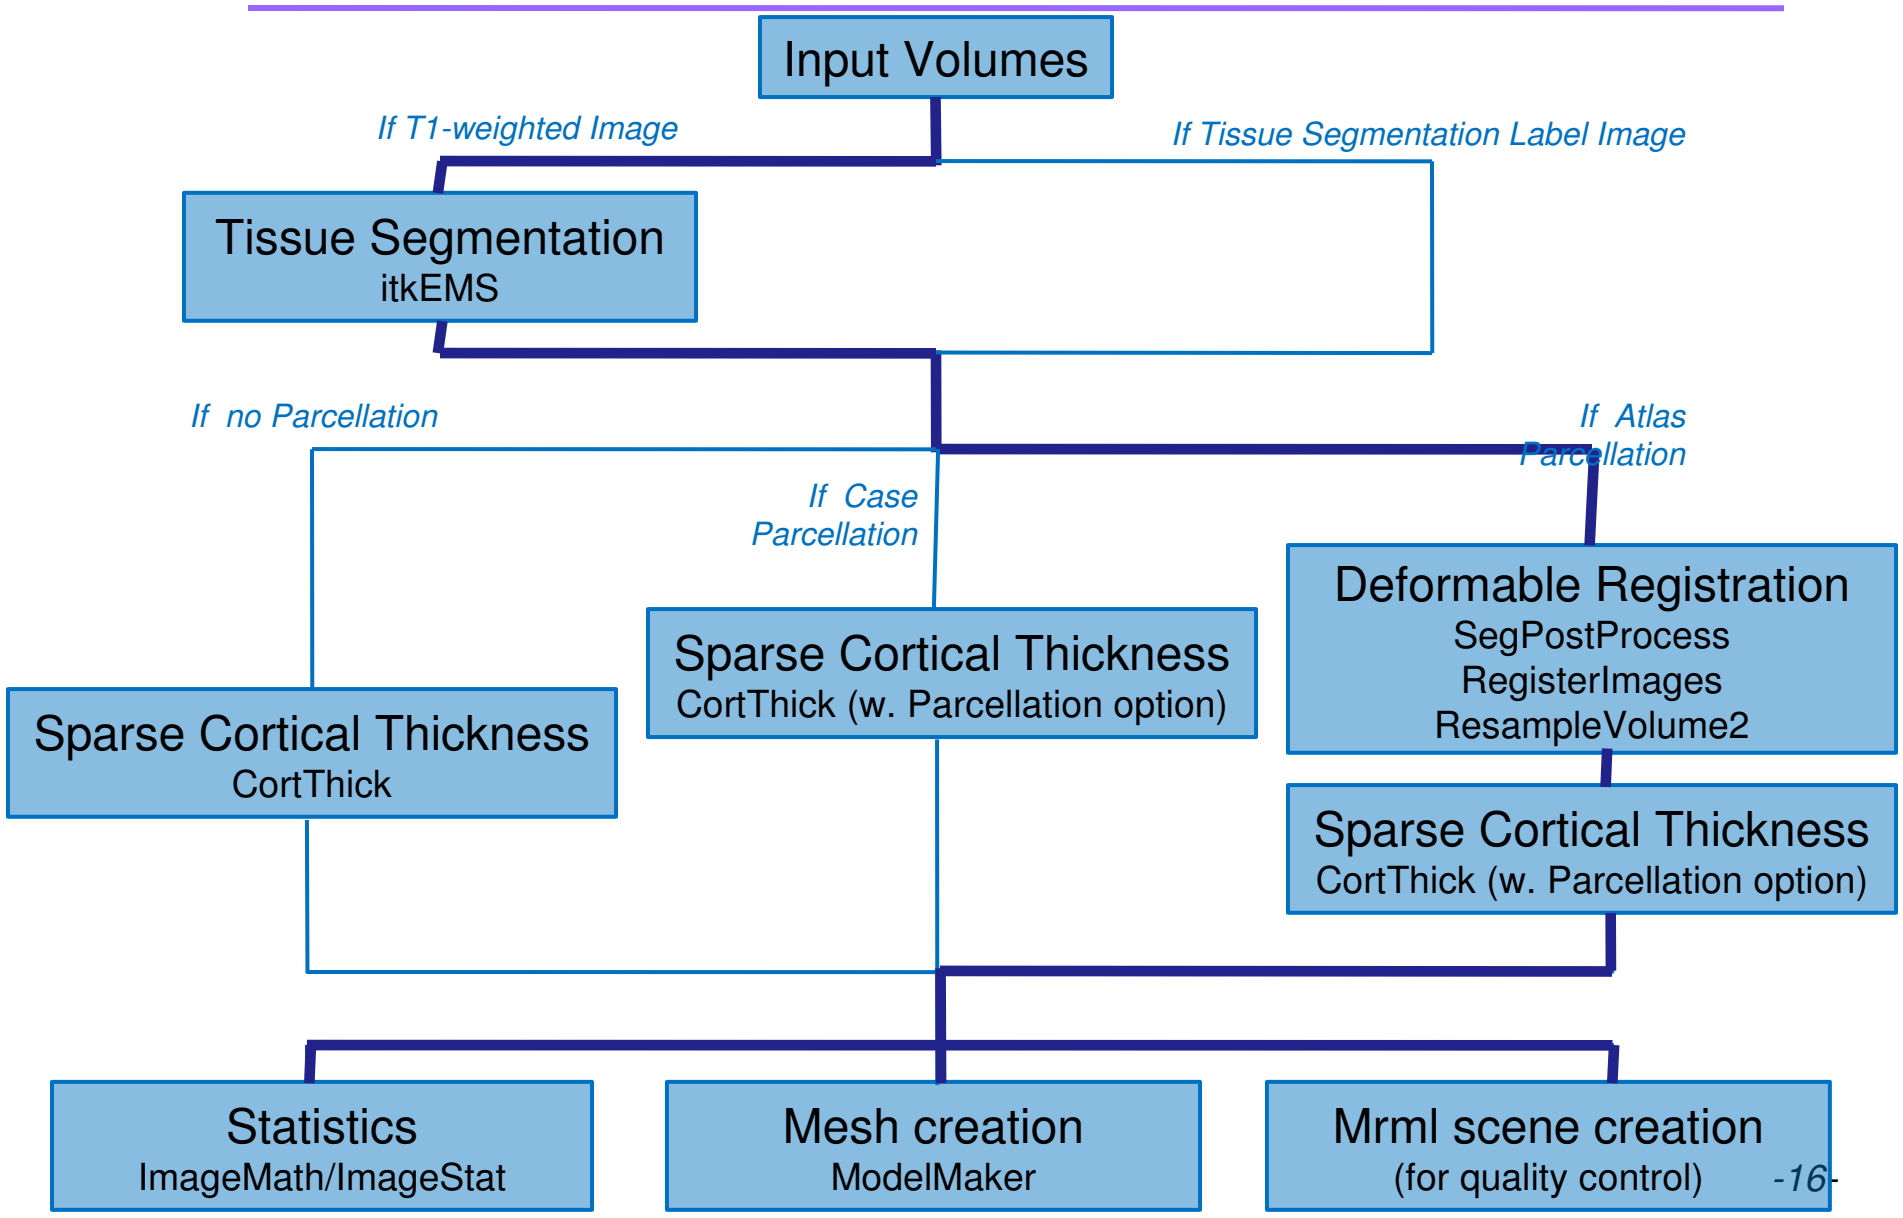 Input Volumes
If T1-weighted Image
If Tissue Segmentation Label Image
Tissue Segmentation
itkEMS
If no Parcellation
If Atlas
Parcellation
If Case
Parcellation
Deformable Registration
SegPostProcess
RegisterImages
ResampleVolume2
Sparse Cortical Thickness
CortThick (w. Parcellation option)
Sparse Cortical Thickness
CortThick
Sparse Cortical Thickness
CortThick (w. Parcellation option)
Statistics
ImageMath/ImageStat
Mesh creation
ModelMaker
Mrml scene creation
(for quality control)
-16-